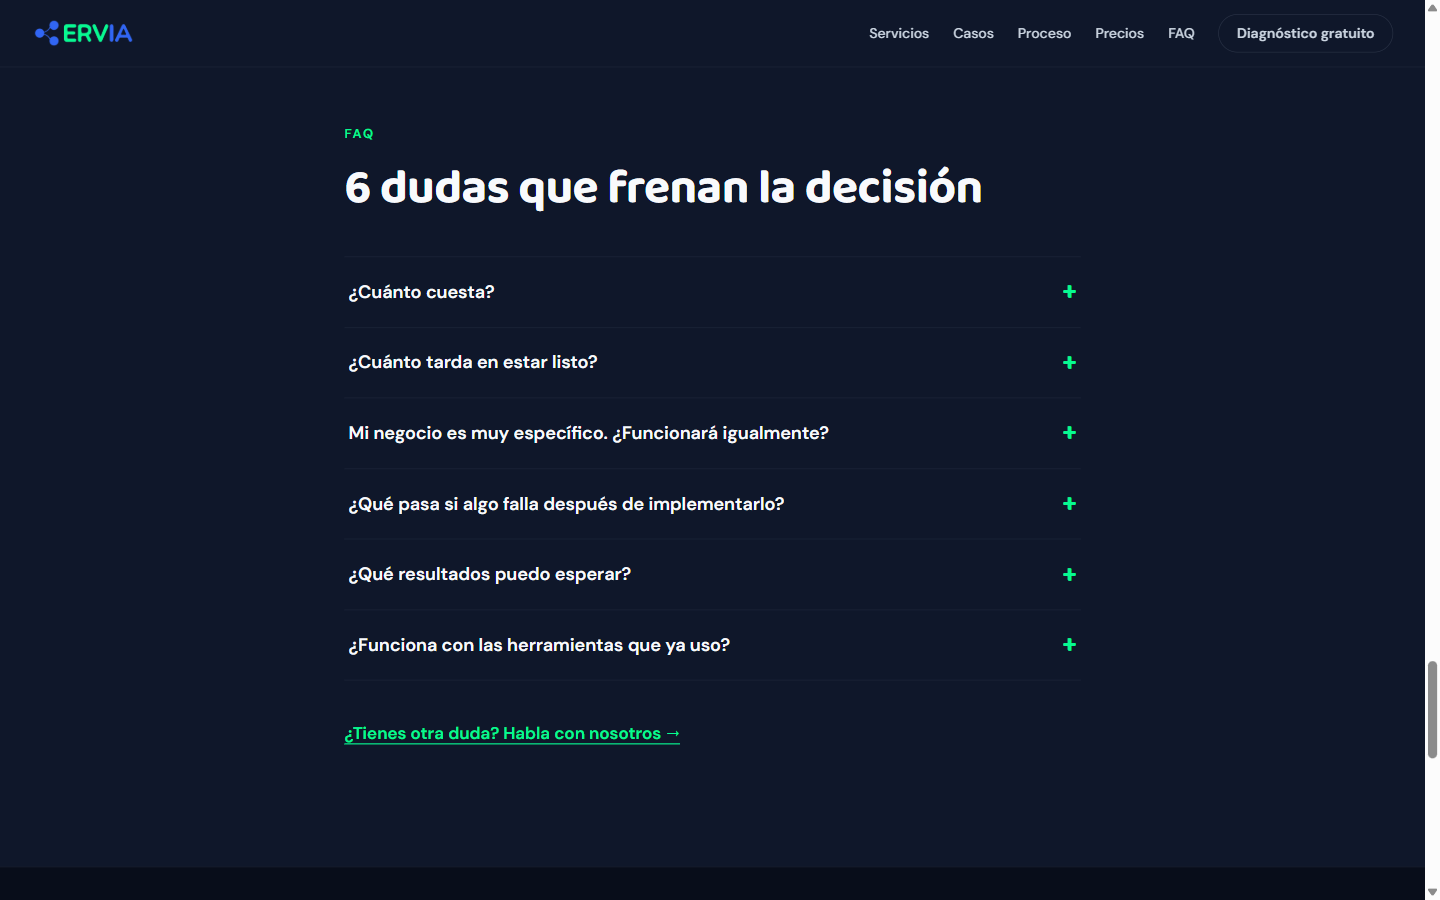 ERVIA
Servicios
Casos
Proceso
Precios
FAQ
Diagnóstico gratuito
FAQ
6 dudas que frenan la decisión
¿Cuánto cuesta?
+
¿Cuánto tarda en estar listo?
+
Mi negocio es muy específico. ¿Funcionará igualmente?
+
¿Qué pasa si algo falla después de implementarlo?
+
¿Qué resultados puedo esperar?
+
¿Funciona con las herramientas que ya uso?
+
¿Tienes otra duda? Habla con nosotros →